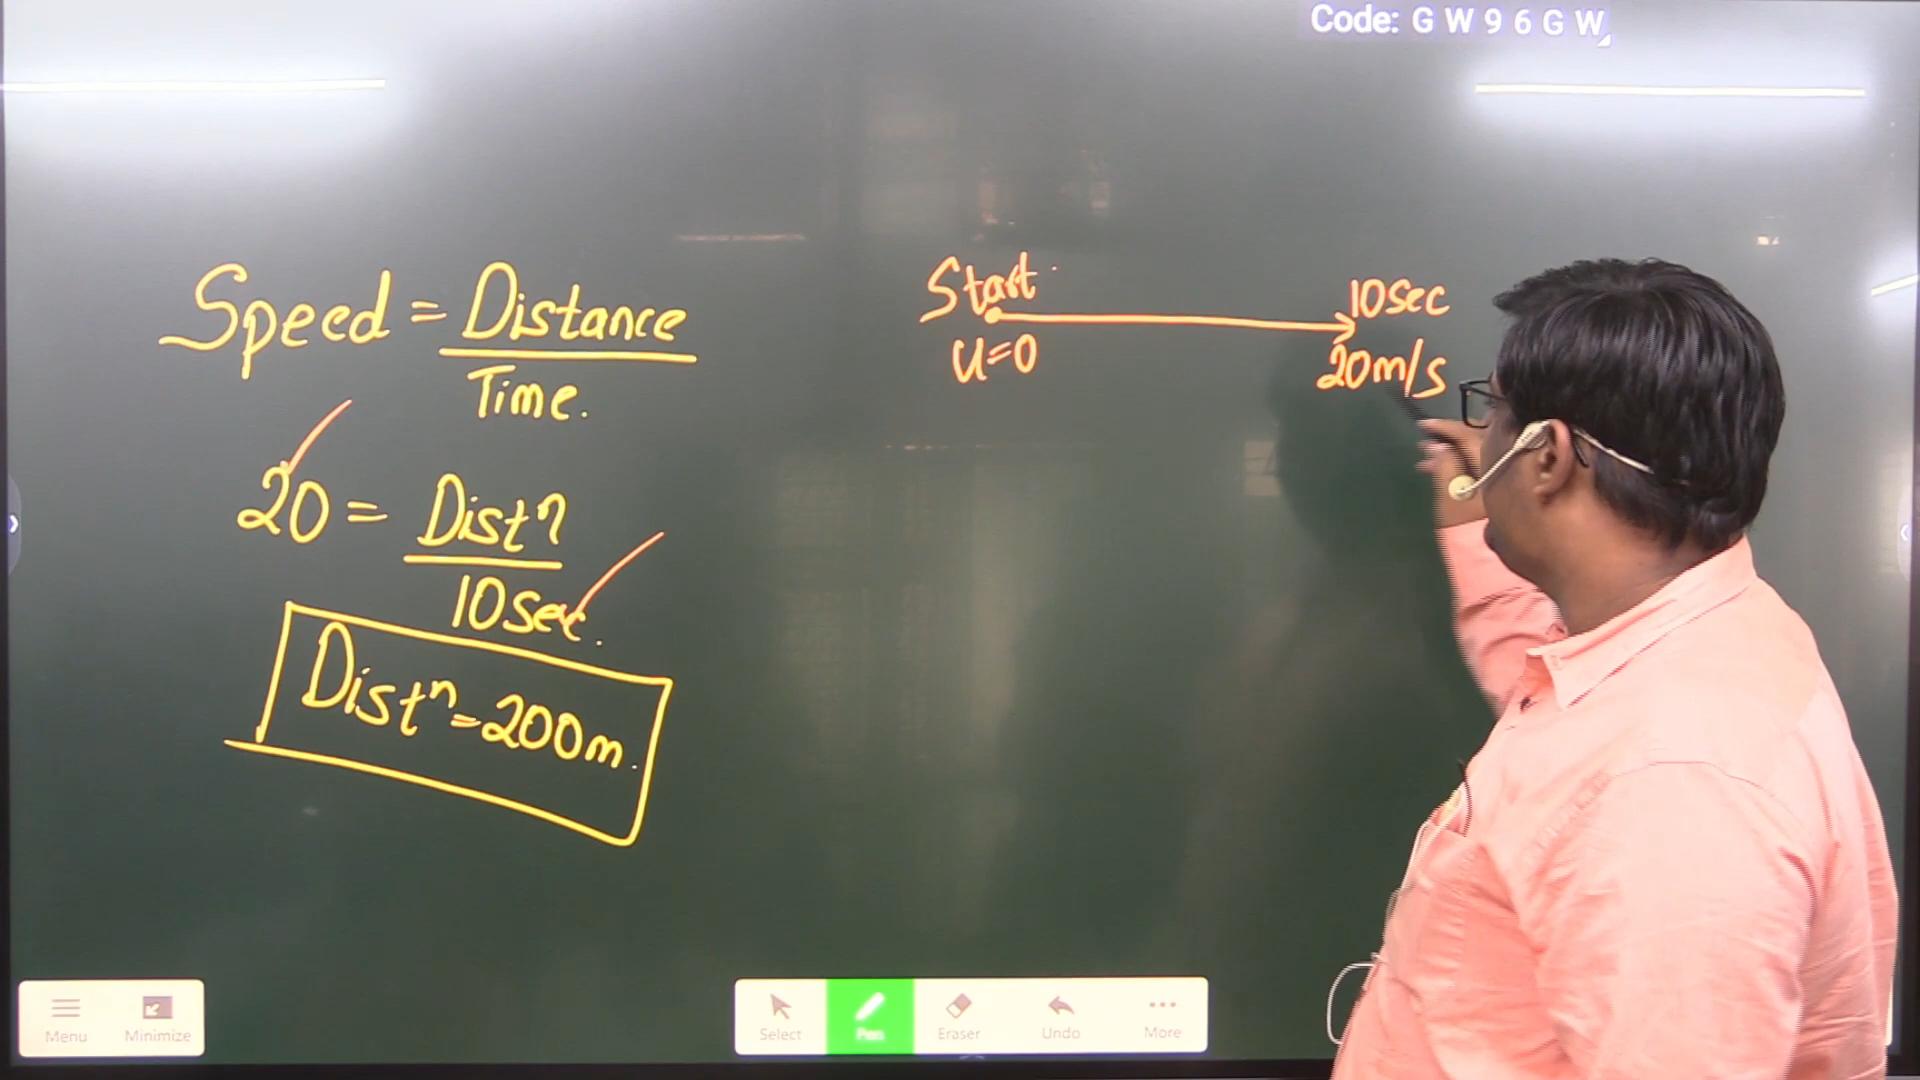 Code: G W 9 6 G W
Speed = Distance
Time.
20 = Distⁿ
10sec.
Distⁿ = 200m.
Start
u=0
10sec
20m/s
Menu
Minimize
Select
Pen
Eraser
Undo
More